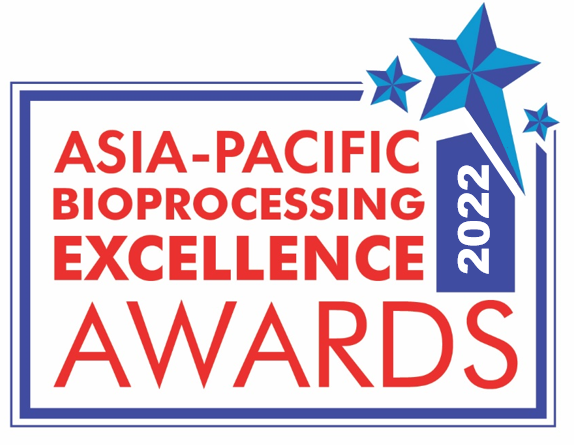 ASIA-PACIFIC
BIOPROCESSING
EXCELLENCE
2022
AWARDS